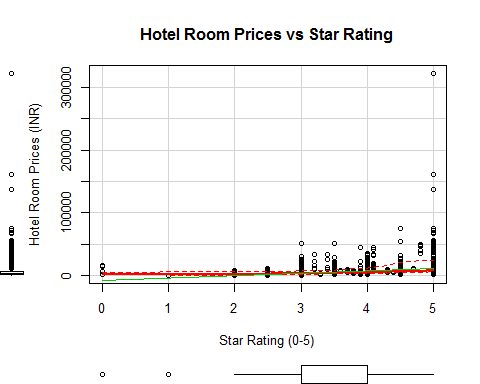 Hotel Room Prices vs Star Rating
Hotel Room Prices (INR)
300000
200000
100000
0
0 1 2 3 4 5
Star Rating (0-5)